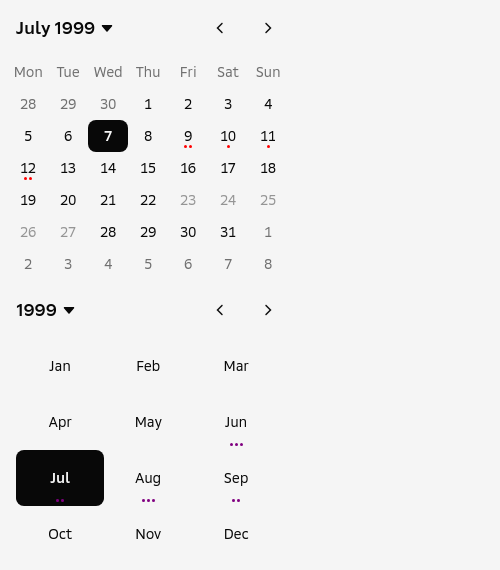 July 1999
Mon Tue Wed Thu Fri Sat Sun
28 29 30 1 2 3 4
5 6 7 8 9 10 11
12 13 14 15 16 17 18
19 20 21 22 23 24 25
26 27 28 29 30 31 1
2 3 4 5 6 7 8
1999
Jan Feb Mar
Apr May Jun
Jul Aug Sep
Oct Nov Dec